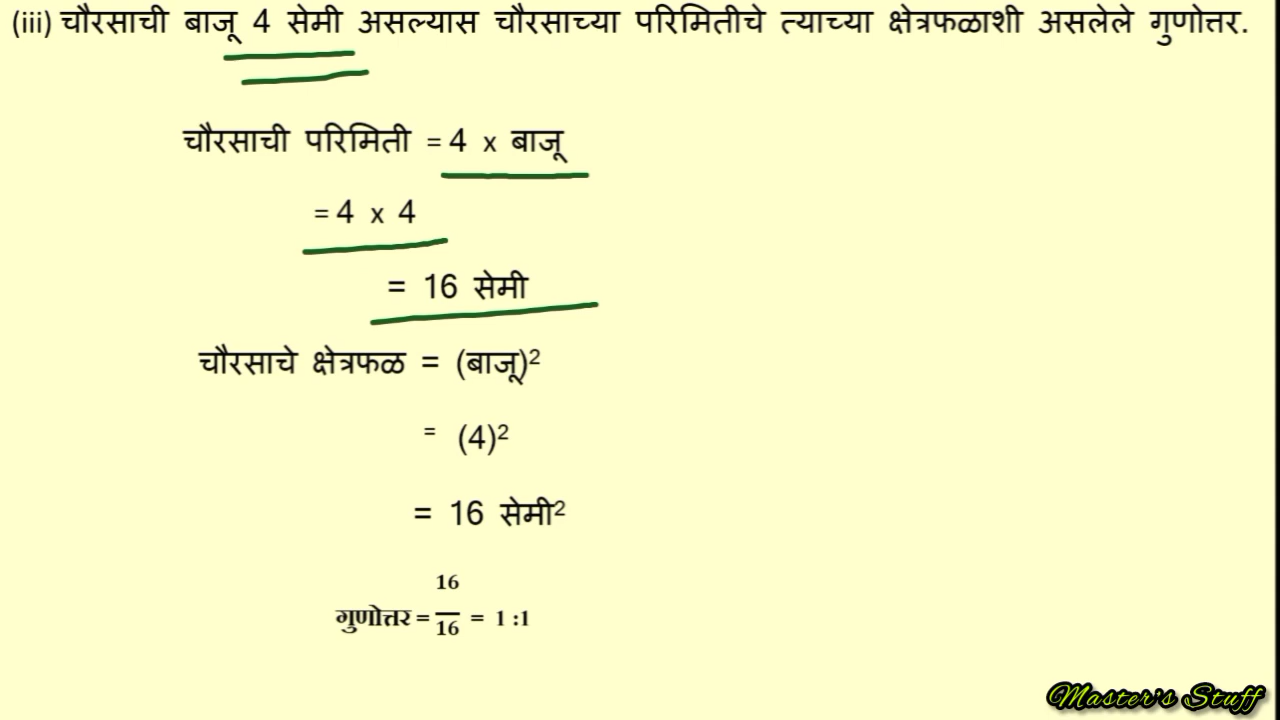 (iii) चौरसाची बाजू 4 सेमी असल्यास चौरसाच्या परिमितीचे त्याच्या क्षेत्रफळाशी असलेले गुणोत्तर.
चौरसाची परिमिती = 4 x बाजू
= 4 x 4
= 16 सेमी
चौरसाचे क्षेत्रफळ = (बाजू)²
= (4)²
= 16 सेमी²
16
गुणोत्तर = — = 1 :1
16
Master's Stuff